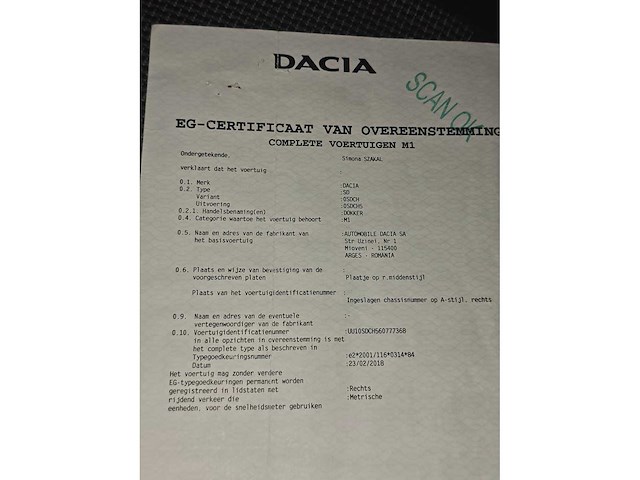 DACIA
SCAN OK
EG-CERTIFICAAT VAN OVEREENSTEMMING
COMPLETE VOERTUIGEN M1
Ondergetekende, Simona SZAKAL
verklaart dat het voertuig
0.1. Merk :DACIA
0.2. Type :SD
Variant :0SDCH
Uitvoering :0SDCH5
0.2.1. Handelsbenaming(en) :DOKKER
0.4. Categorie waartoe het voertuig behoort :M1
0.5. Naam en adres van de fabrikant van :AUTOMOBILE DACIA SA
het basisvoertuig Str Uzinei, Nr 1
Mioveni - 115400
ARGES - ROMANIA
0.6. Plaats en wijze van bevestiging van de
voorgeschreven platen Plaatje op r.middenstijl
Plaats van het voertuigidentificatienummer :
Ingeslagen chassisnummer op A-stijl, rechts
0.9. Naam en adres van de eventuele :-
vertegenwoordiger van de fabrikant
0.10. Voertuigidentificatienummer :UU10SDCH560777368
in alle opzichten in overeenstemming is met
het complete type als beschreven in
Typegoedkeuringsnummer :e2*2001/116*0314*84
Datum :23/02/2018
Het voertuig mag zonder verdere
EG-typegoedkeuringen permanent worden
geregistreerd in lidstaten met :Rechts
rijdend verkeer die :Metrische
eenheden, voor de snelheidsmeter gebruiken